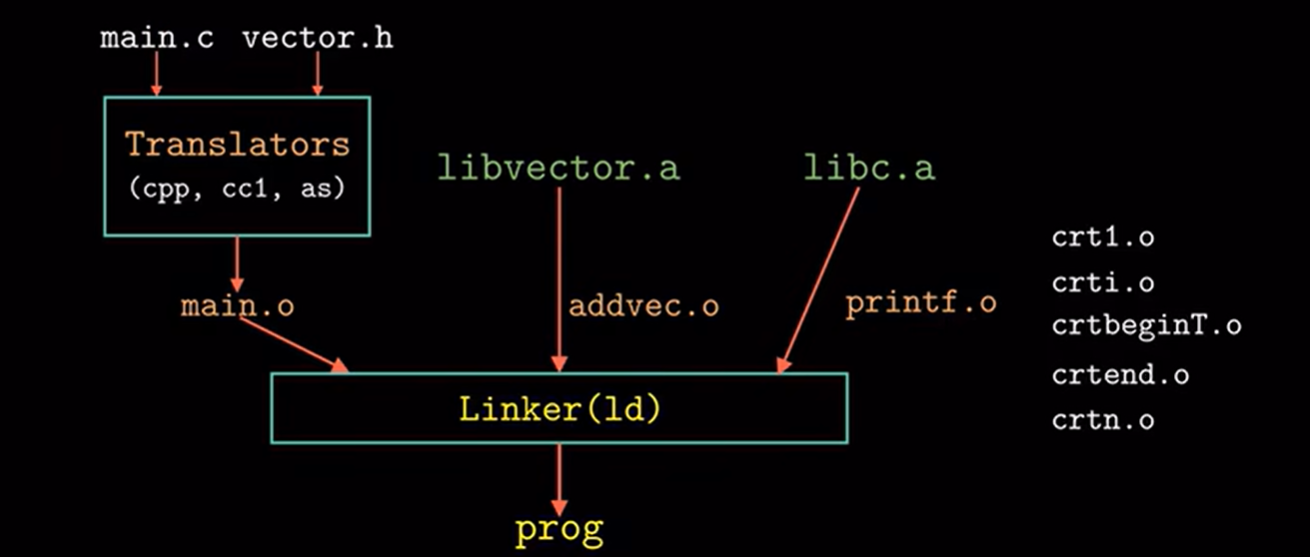 main.c vector.h
Translators
(cpp, cc1, as)
libvector.a
libc.a
main.o
addvec.o
printf.o
crt1.o
crti.o
crtbeginT.o
crtend.o
crtn.o
Linker(ld)
prog